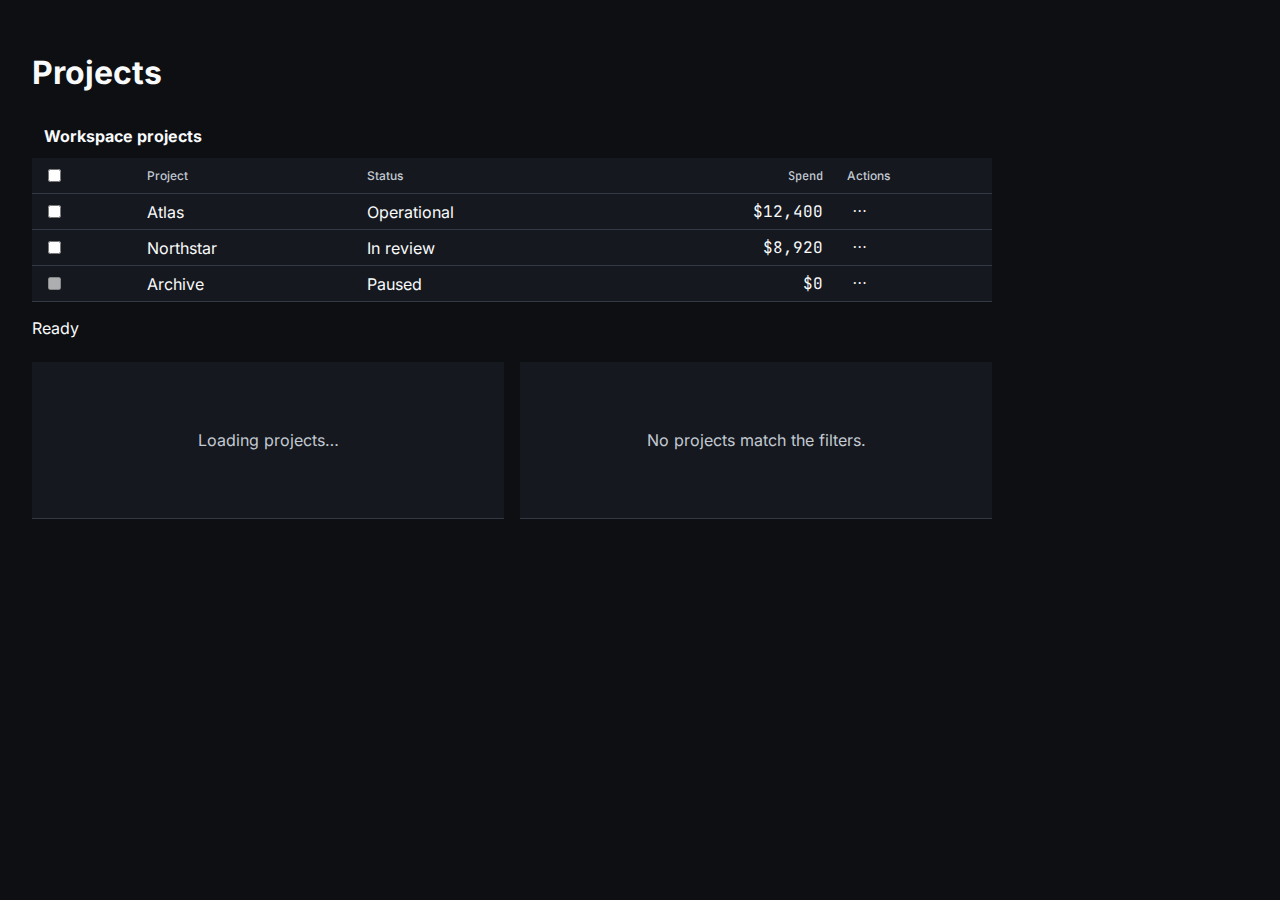 Projects
Workspace projects
Project Status Spend Actions
Atlas Operational $12,400 ···
Northstar In review $8,920 ···
Archive Paused $0 ···
Ready
Loading projects...
No projects match the filters.